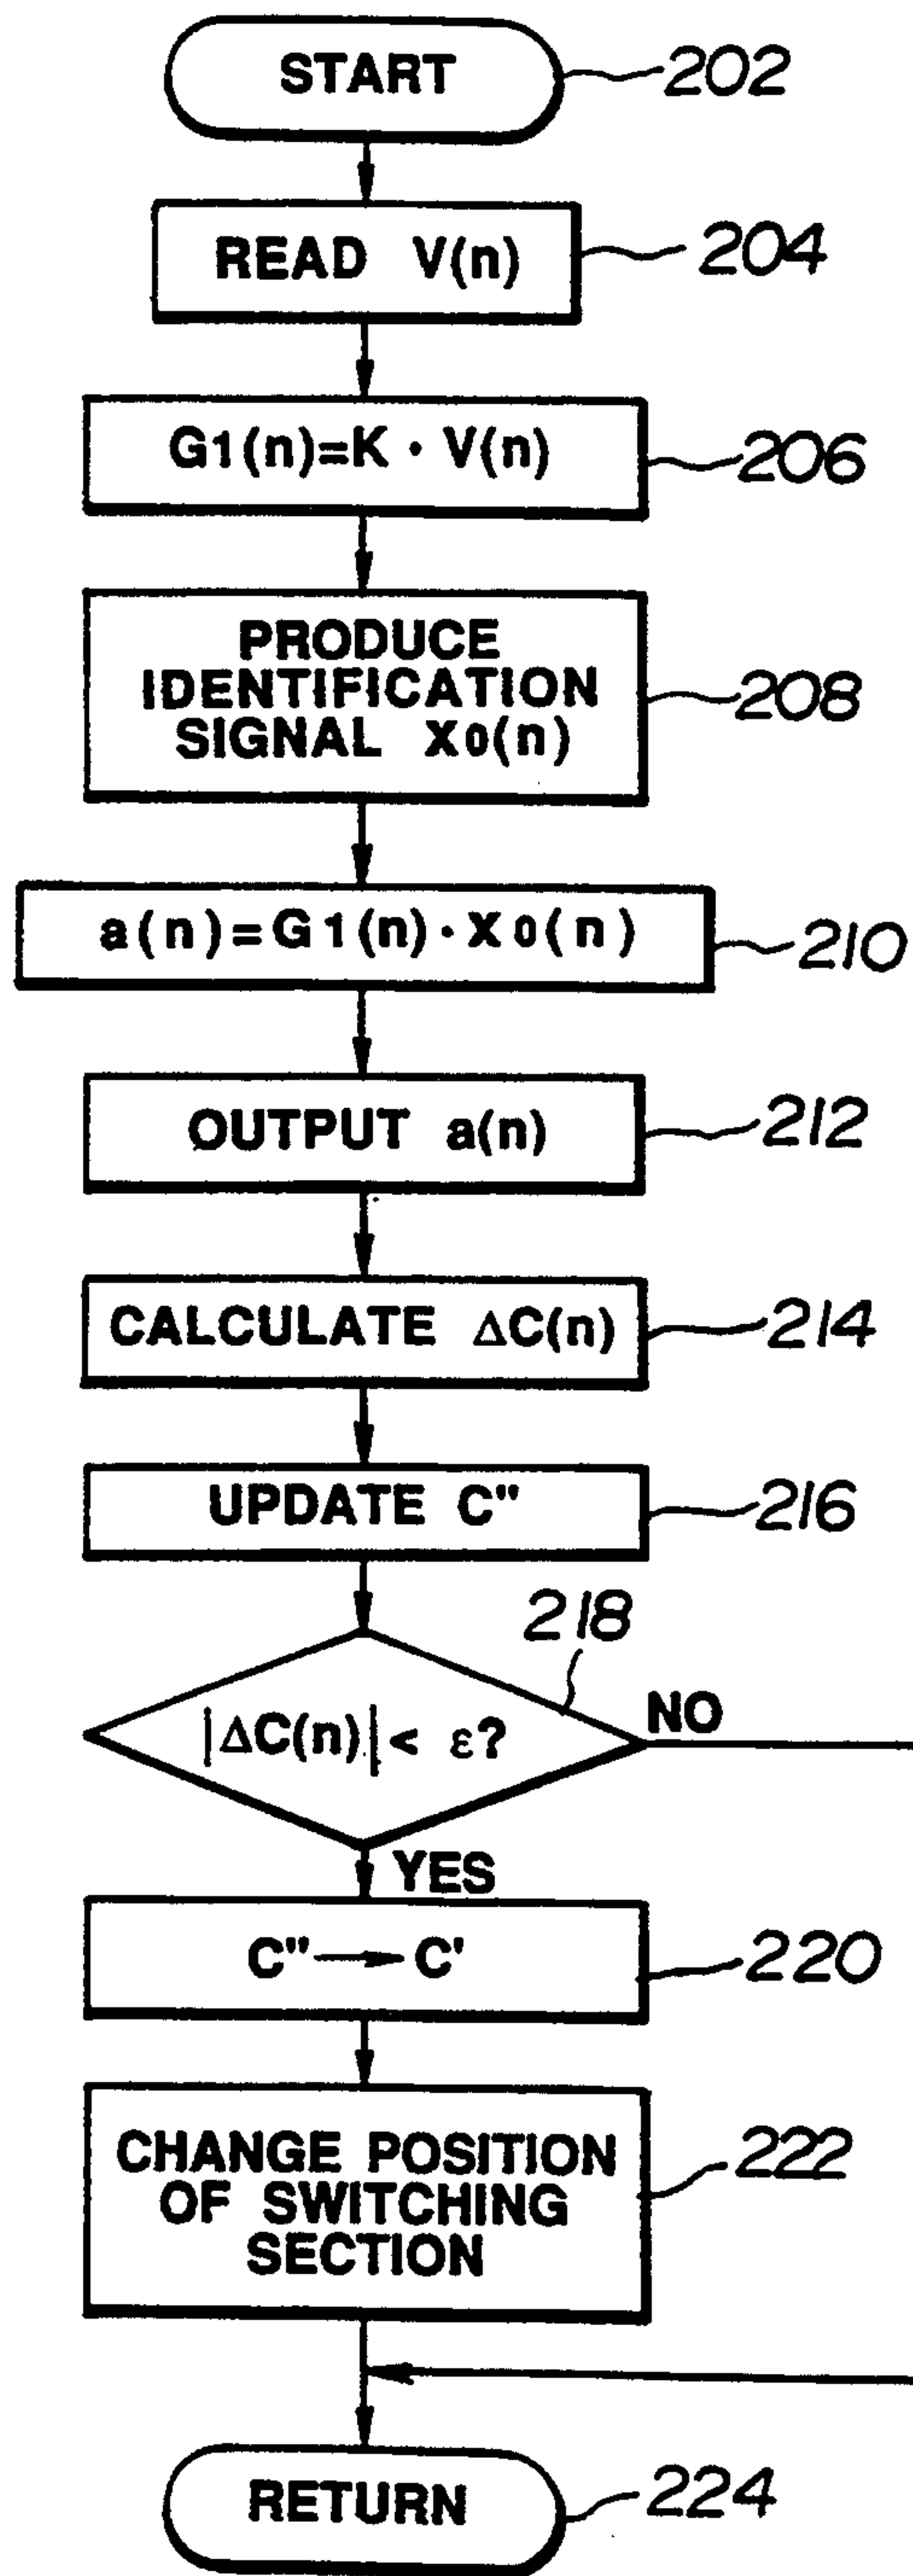 START
202
READ V(n)
204
G1(n)=K · V(n)
206
PRODUCE
IDENTIFICATION
SIGNAL X0(n)
208
a(n)=G1(n)·X0(n)
210
OUTPUT a(n)
212
CALCULATE ΔC(n)
214
UPDATE C"
216
218
|ΔC(n)| < ε?
NO
YES
C" → C'
220
CHANGE POSITION
OF SWITCHING
SECTION
222
RETURN
224